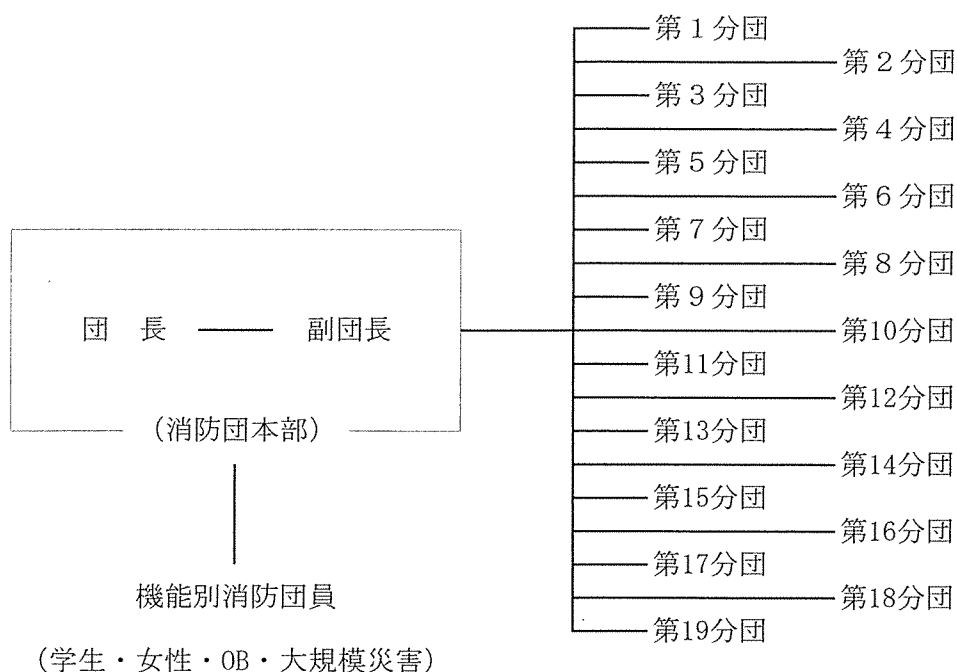 第１分団
第２分団
第３分団
第４分団
第５分団
第６分団
第７分団
第８分団
第９分団
団　長
副団長
第10分団
第11分団
第12分団
（消防団本部）
第13分団
第14分団
第15分団
第16分団
第17分団
機能別消防団員
第18分団
第19分団
（学生・女性・OB・大規模災害）